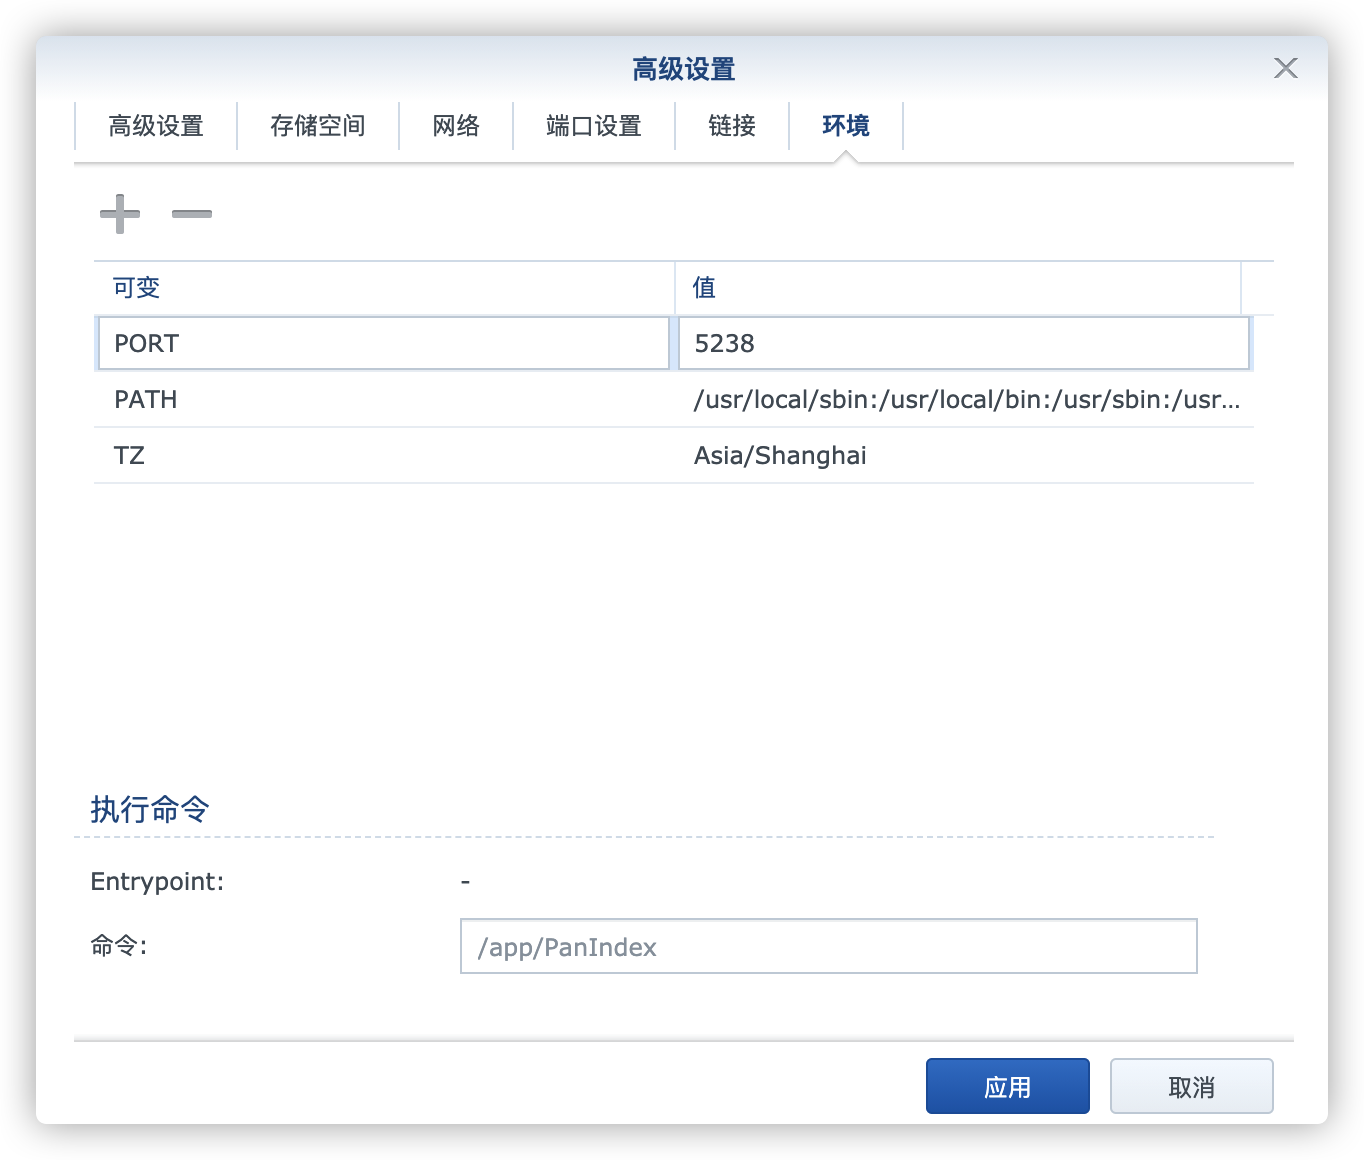 高级设置
高级设置 存储空间 网络 端口设置 链接 环境
可变 值
PORT 5238
PATH /usr/local/sbin:/usr/local/bin:/usr/sbin:/usr...
TZ Asia/Shanghai
执行命令
Entrypoint: -
命令: /app/PanIndex
应用 取消